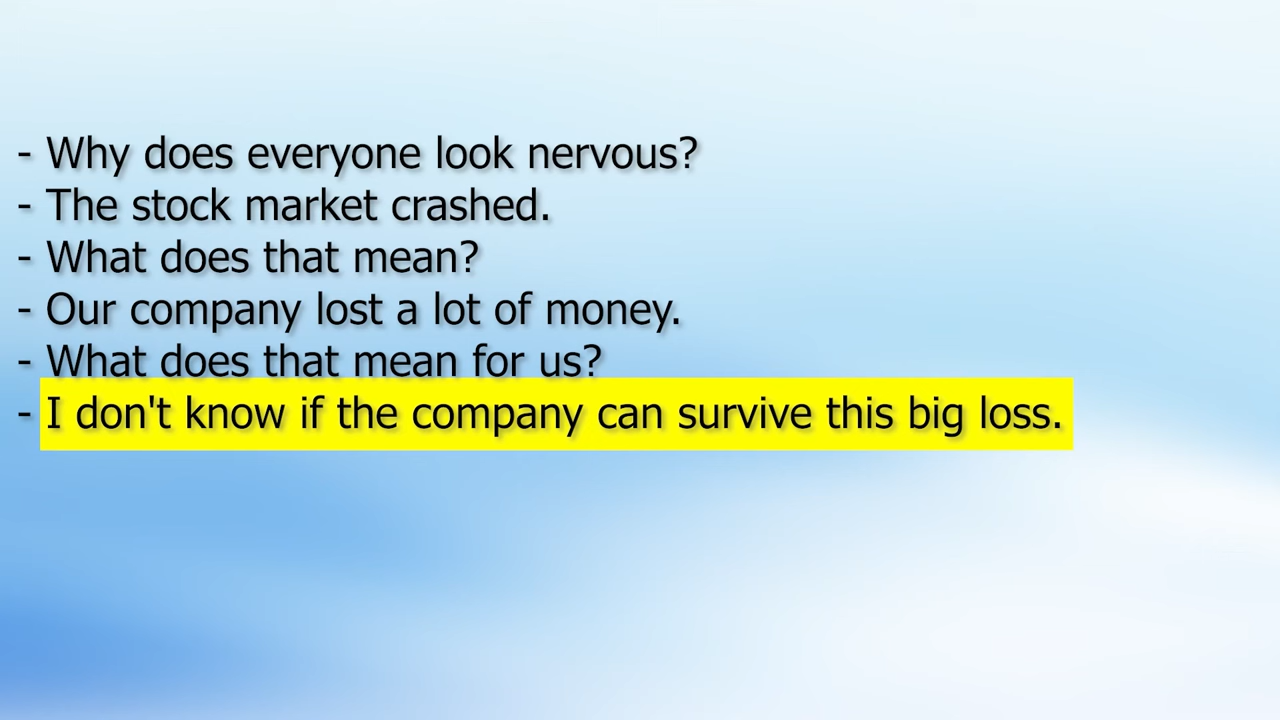 - Why does everyone look nervous?
- The stock market crashed.
- What does that mean?
- Our company lost a lot of money.
- What does that mean for us?
- I don't know if the company can survive this big loss.